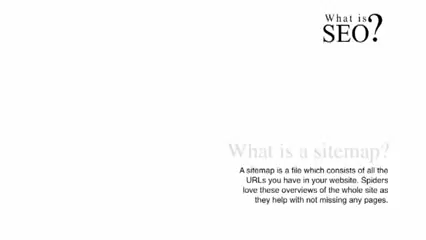 What is
SEO?
What is a sitemap?
A sitemap is a file which consists of all the
URLs you have in your website. Spiders
love these overviews of the whole site as
they help with not missing any pages.